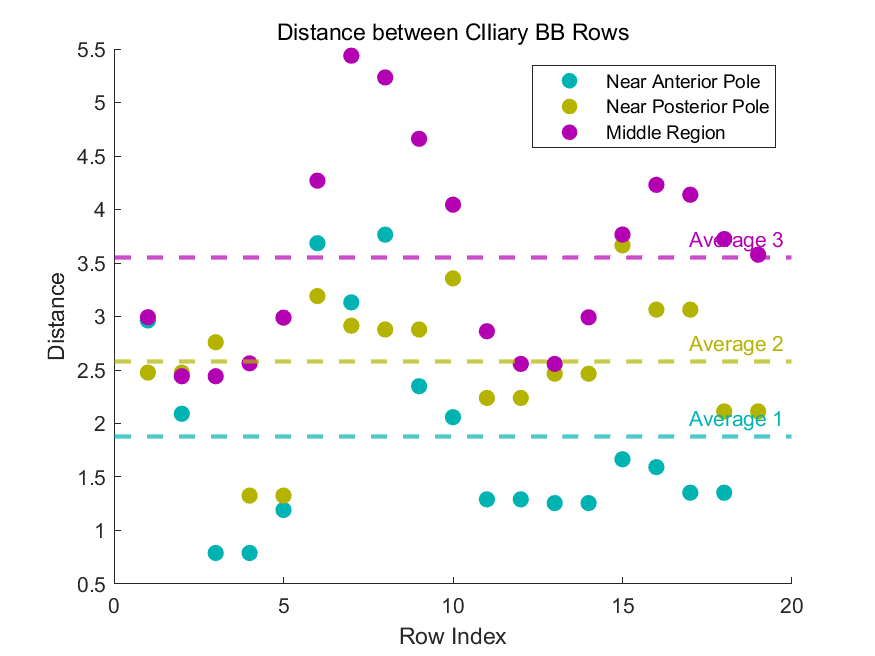 Distance between CIliary BB Rows
5.5
5
4.5
4
3.5
3
2.5
2
1.5
1
0.5
Distance
Near Anterior Pole
Near Posterior Pole
Middle Region
Average 3
Average 2
Average 1
0
5
10
15
20
Row Index